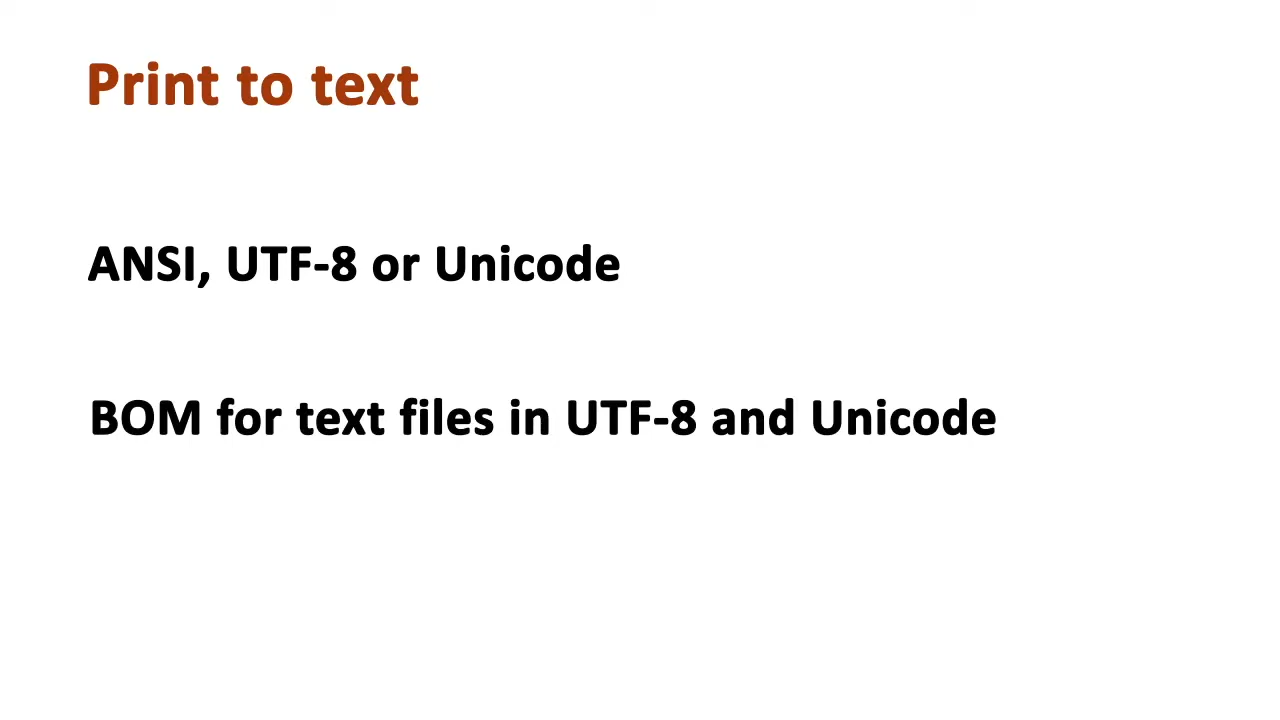 Print to text
ANSI, UTF-8 or Unicode
BOM for text files in UTF-8 and Unicode